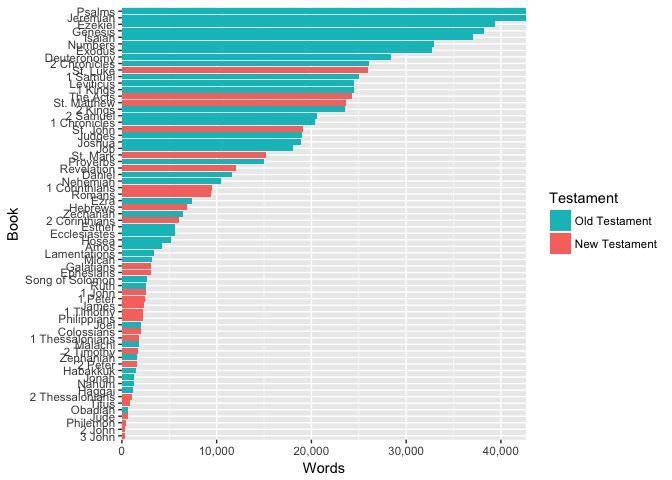 Psalms
Jeremiah
Ezekiel
Genesis
Isaiah
Numbers
Exodus
Deuteronomy
2 Chronicles
St. Luke
1 Samuel
Leviticus
1 Kings
The Acts
St. Matthew
2 Kings
2 Samuel
1 Chronicles
St. John
Judges
Joshua
Job
St. Mark
Proverbs
Revelation
Daniel
Nehemiah
1 Corinthians
Romans
Ezra
Hebrews
Zechariah
2 Corinthians
Esther
Ecclesiastes
Hosea
Amos
Lamentations
Micah
Galatians
Ephesians
Song of Solomon
Ruth
1 John
1 Peter
James
1 Timothy
Philippians
Joel
Colossians
1 Thessalonians
Malachi
2 Timothy
Zephaniah
2 Peter
Habakkuk
Jonah
Nahum
Haggai
2 Thessalonians
Titus
Obadiah
Jude
Philemon
2 John
3 John
Book
0
10,000
20,000
30,000
40,000
Words
Testament
Old Testament
New Testament